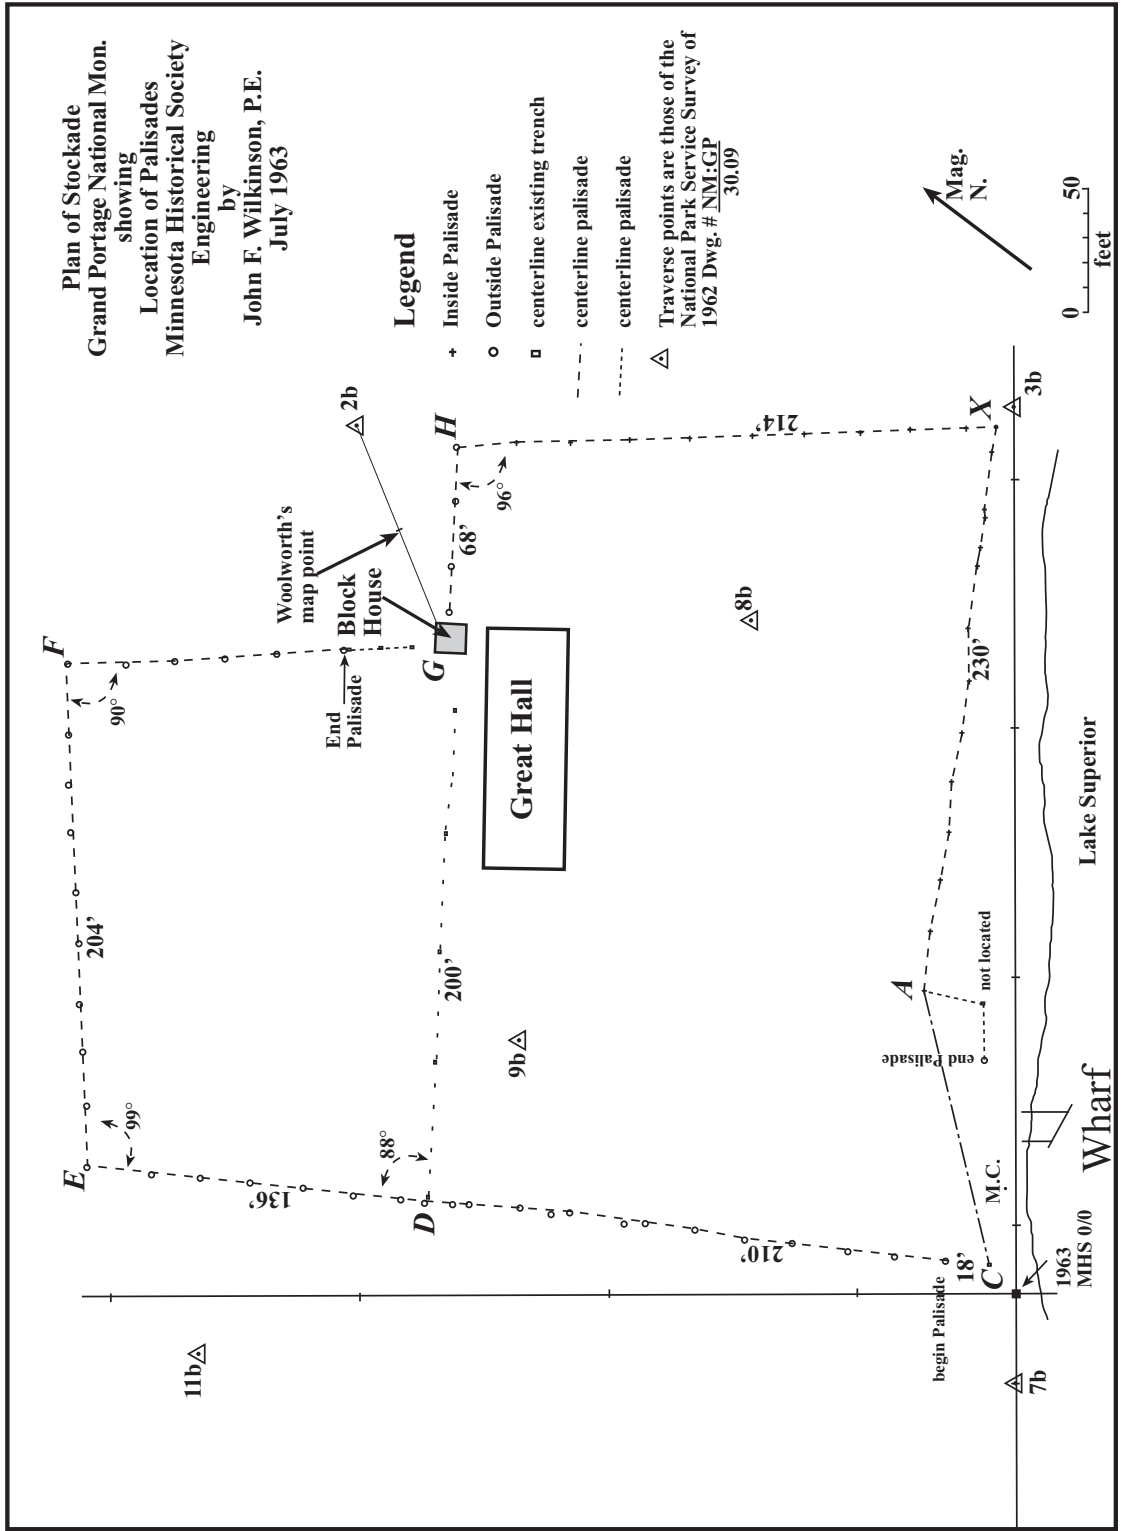 Plan of Stockade
Grand Portage National Mon.
showing
Location of Palisades
Minnesota Historical Society
Engineering
by
John F. Wilkinson, P.E.
July 1963
Legend
Inside Palisade
Outside Palisade
centerline existing trench
centerline palisade
centerline palisade
Traverse points are those of the
National Park Service Survey of
1962 Dwg. # NM:GP
30.09
Mag.
N.
0
50
feet
2b
H
96°
68'
Woolworth's
map point
Block
House
G
End
Palisade
F
90°
204'
E
99°
136'
88°
D
200'
Great Hall
9b
8b
214'
X
3b
230'
A
not located
end Palisade
210'
begin Palisade
18'
C
M.C.
1963
MHS 0/0
7b
11b
Wharf
Lake Superior